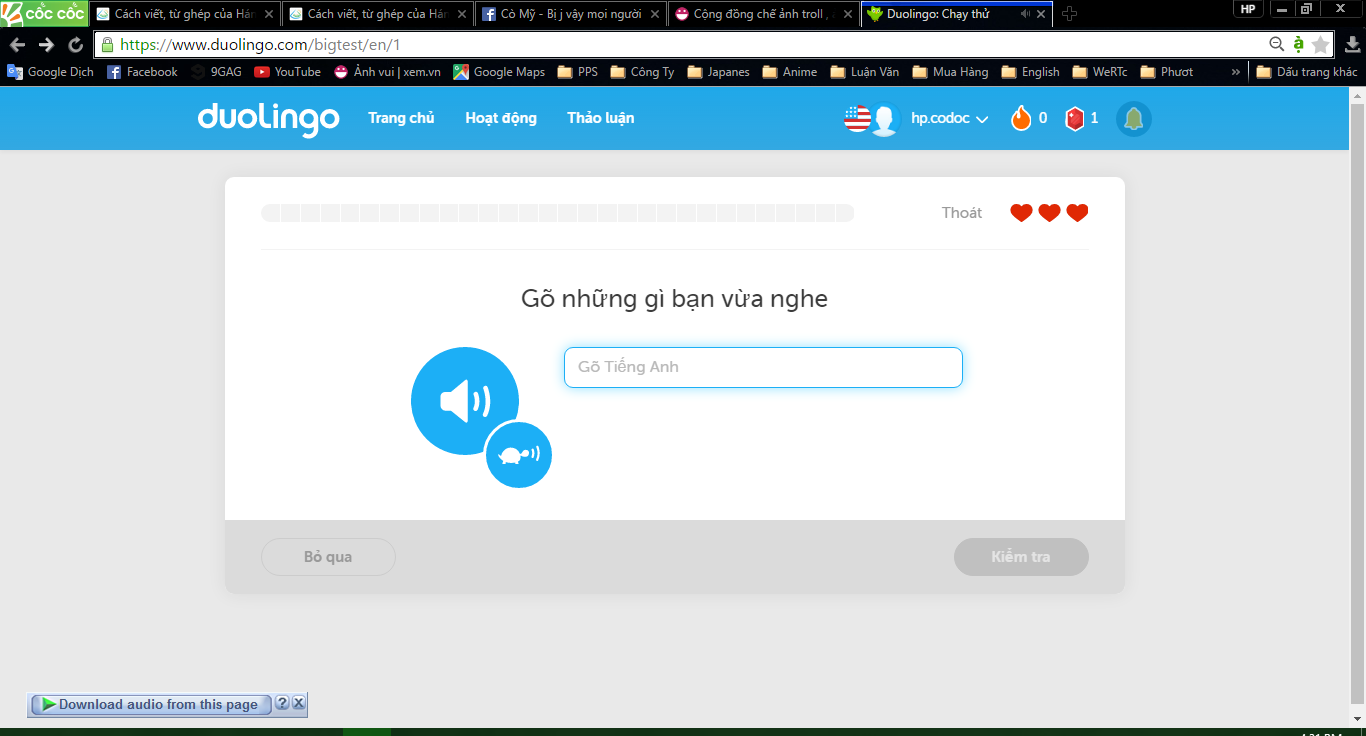 cốc cốc
Cách viết, từ ghép của Hán
Cách viết, từ ghép của Hán
Cò Mỹ - Bị j vậy mọi người
Cộng đồng chế ảnh troll ,
Duolingo: Chạy thử
HP
https://www.duolingo.com/bigtest/en/1
Google Dịch Facebook 9GAG YouTube Ảnh vui | xem.vn Google Maps PPS Công Ty Japanes Anime Luận Văn Mua Hàng English WeRTc Phượt » Dấu trang khác
duolingo Trang chủ Hoạt động Thảo luận hp.codoc 0 1
Thoát
Gõ những gì bạn vừa nghe
Gõ Tiếng Anh
Bỏ qua Kiểm tra
Download audio from this page ? X